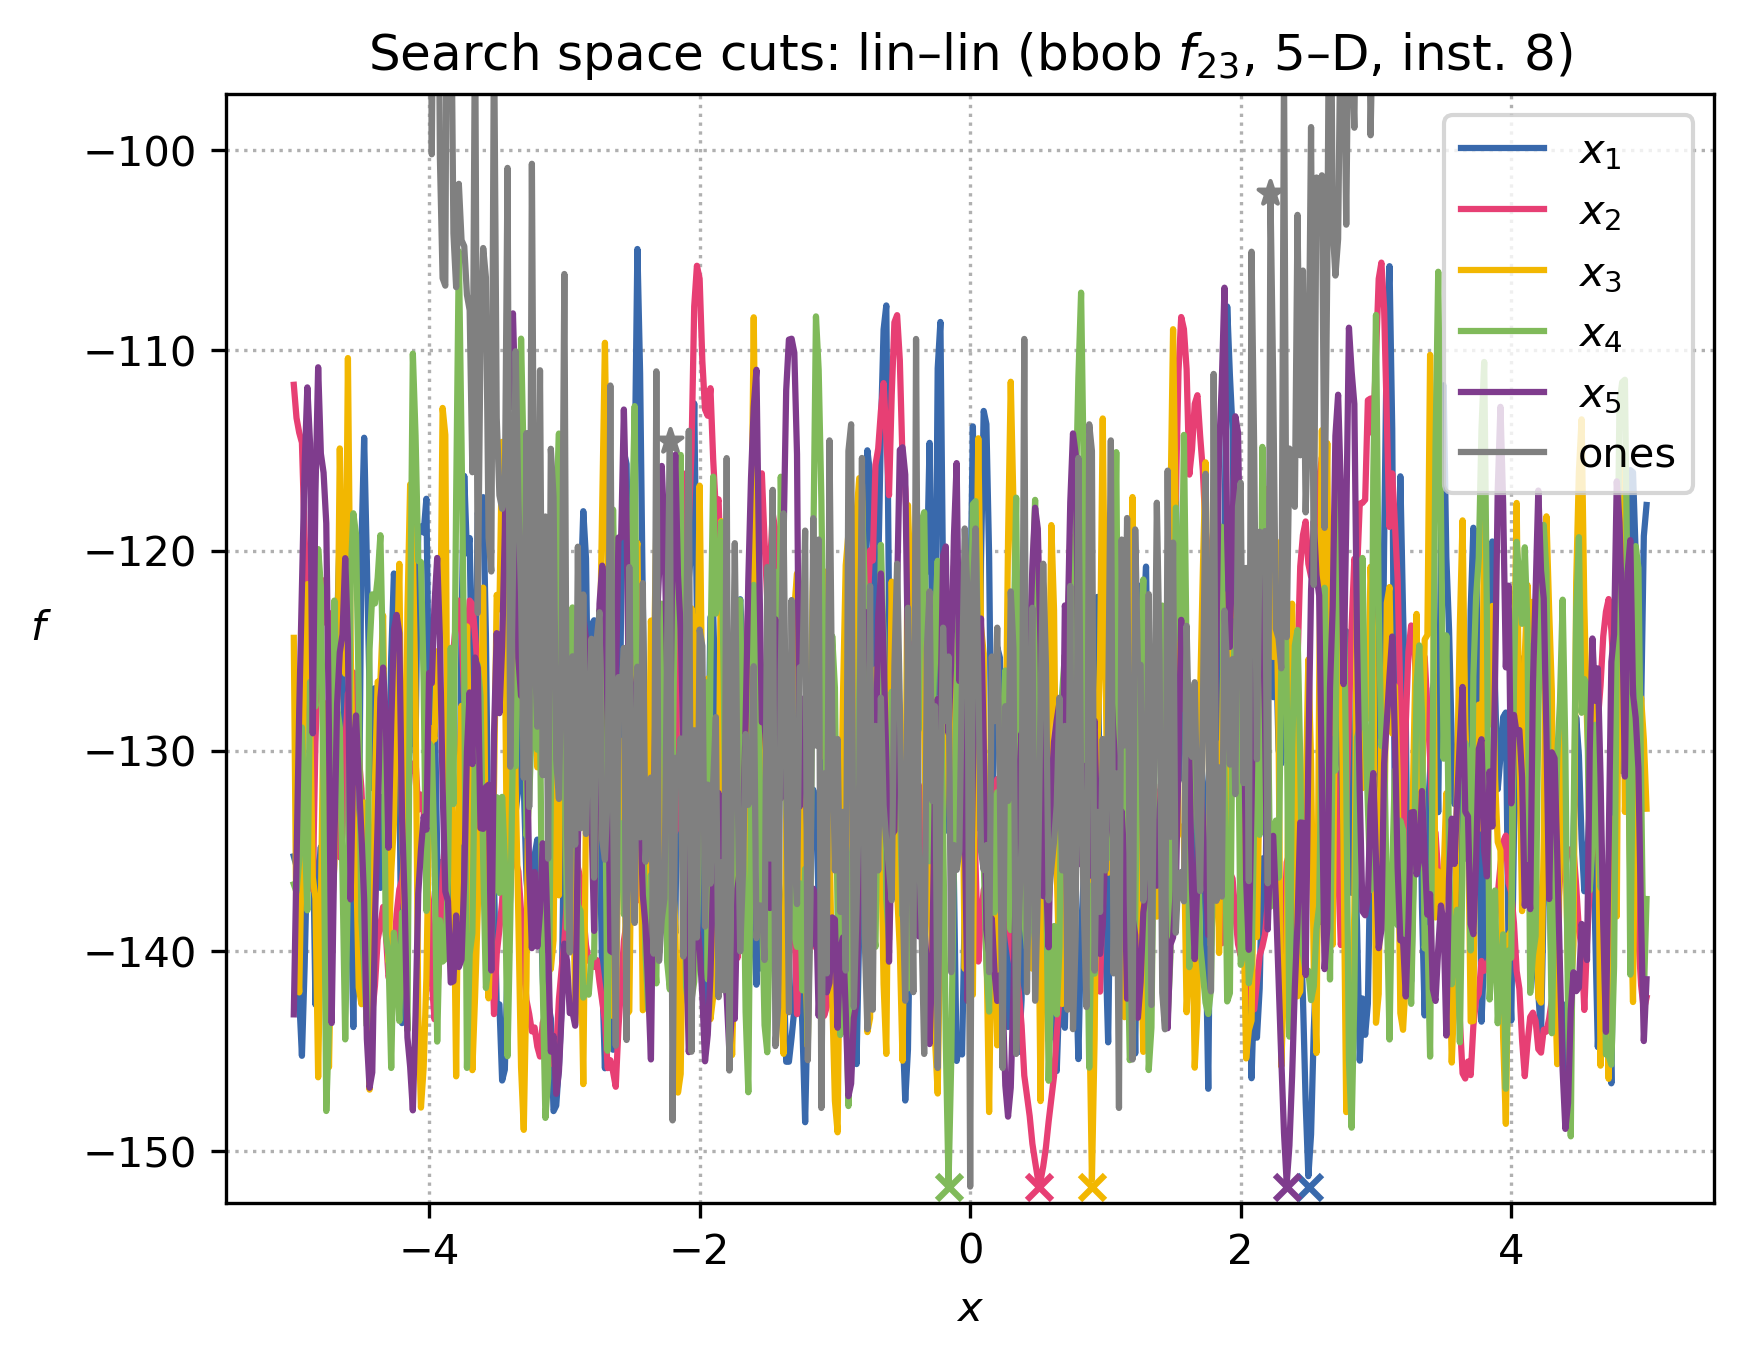 Search space cuts: lin–lin (bbob f₂₃, 5–D, inst. 8)
−100
−110
−120
−130
−140
−150
f
−4
−2
0
2
4
x
x₁
x₂
x₃
x₄
x₅
ones